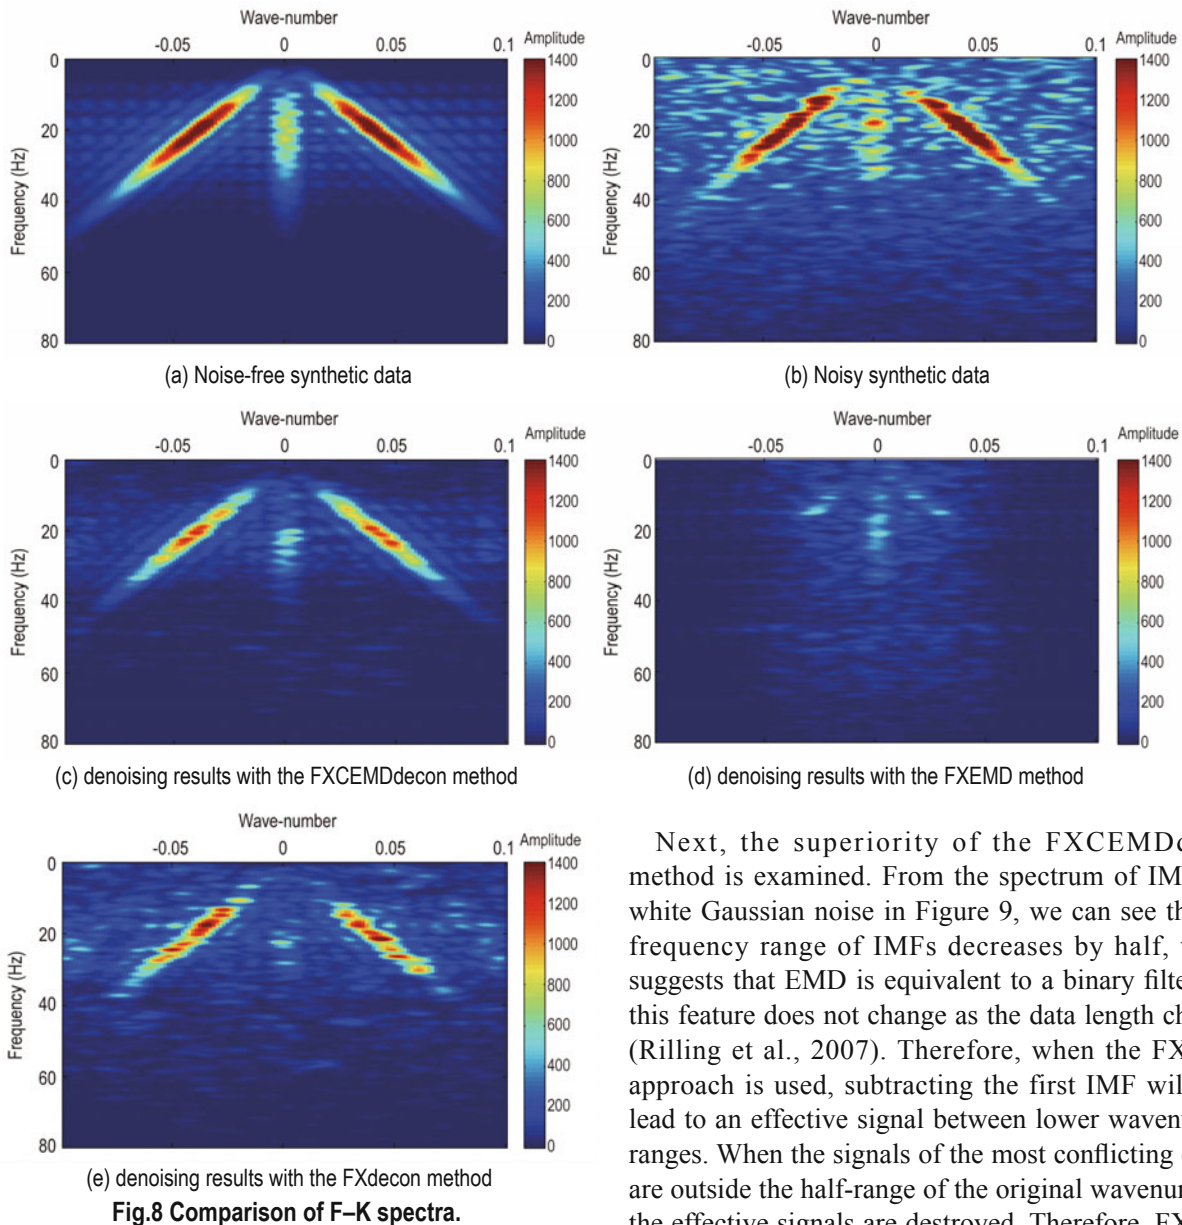 Wave-number
-0.05 0 0.05 0.1
Amplitude
0
20
40
60
80
Frequency (Hz)
1400
1200
1000
800
600
400
200
0
(a) Noise-free synthetic data
Wave-number
-0.05 0 0.05 0.1
Amplitude
0
20
40
60
80
Frequency (Hz)
1400
1200
1000
800
600
400
200
0
(b) Noisy synthetic data
Wave-number
-0.05 0 0.05 0.1
Amplitude
0
20
40
60
80
Frequency (Hz)
1400
1200
1000
800
600
400
200
0
(c) denoising results with the FXCEMDdecon method
Wave-number
-0.05 0 0.05 0.1
Amplitude
0
20
40
60
80
Frequency (Hz)
1400
1200
1000
800
600
400
200
0
(d) denoising results with the FXEMD method
Wave-number
-0.05 0 0.05 0.1
Amplitude
0
20
40
60
80
Frequency (Hz)
1400
1200
1000
800
600
400
200
0
(e) denoising results with the FXdecon method
Fig.8 Comparison of F–K spectra.
Next, the superiority of the
method is examined. From the spectrum of
white Gaussian noise in Figure 9, we can see
frequency range of IMFs decreases by half,
suggests that EMD is equivalent to a binary
this feature does not change as the data length
(Rilling et al., 2007). Therefore, when the
approach is used, subtracting the first IMF
lead to an effective signal between lower
ranges. When the signals of the most conflicting
are outside the half-range of the original
the effective signals are destroyed. Therefore,